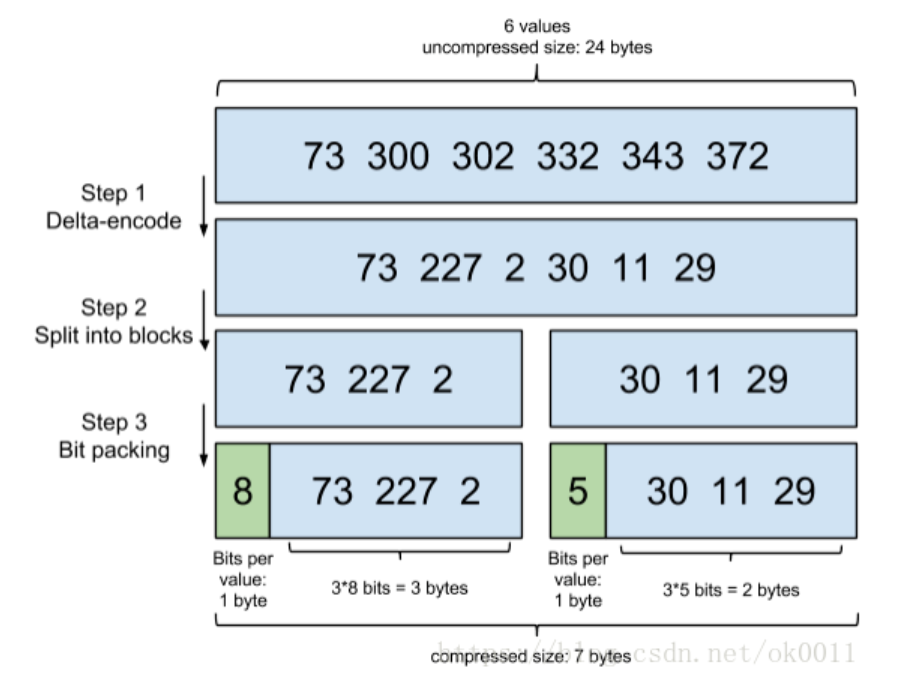 6 values
uncompressed size: 24 bytes
73 300 302 332 343 372
Step 1
Delta-encode
73 227 2 30 11 29
Step 2
Split into blocks
73 227 2
30 11 29
Step 3
Bit packing
8
73 227 2
5
30 11 29
Bits per
value:
1 byte
3*8 bits = 3 bytes
Bits per
value:
1 byte
3*5 bits = 2 bytes
compressed size: 7 bytes
https://blog.csdn.net/ok0011